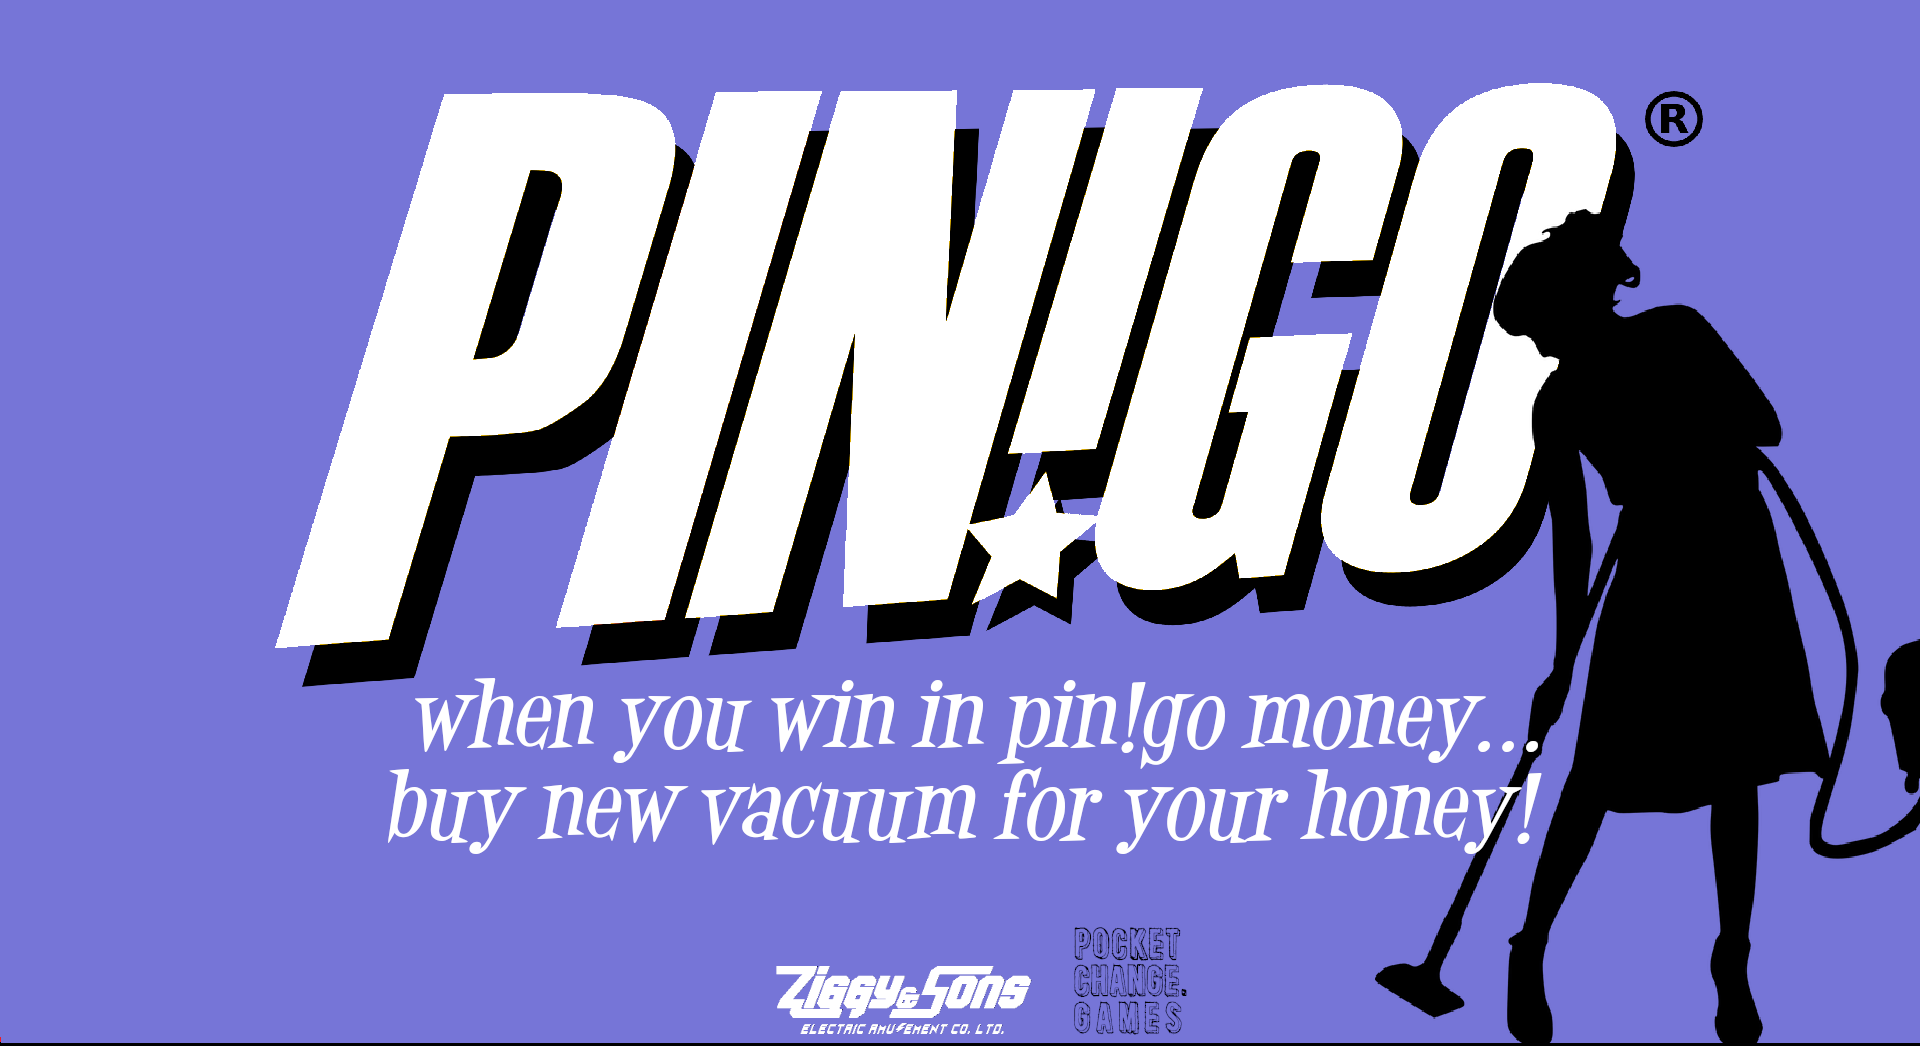 PIN!GO®
when you win in pin!go money...
buy new vacuum for your honey!
Ziggy & Sons
ELECTRIC AMUSEMENT CO. LTD.
POCKET
CHANGE.
GAMES